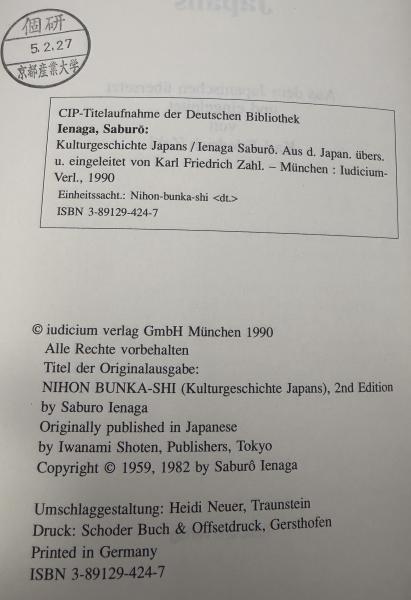 個研
5.2.27
京都産業大学
CIP-Titelaufnahme der Deutschen Bibliothek
Ienaga, Saburō:
Kulturgeschichte Japans / Ienaga Saburô. Aus d. Japan. übers.
u. eingeleitet von Karl Friedrich Zahl. – München : Iudicium-
Verl., 1990
Einheitssacht.: Nihon-bunka-shi <dt.>
ISBN 3-89129-424-7
© iudicium verlag GmbH München 1990
Alle Rechte vorbehalten
Titel der Originalausgabe:
NIHON BUNKA-SHI (Kulturgeschichte Japans), 2nd Edition
by Saburo Ienaga
Originally published in Japanese
by Iwanami Shoten, Publishers, Tokyo
Copyright © 1959, 1982 by Saburô Ienaga
Umschlaggestaltung: Heidi Neuer, Traunstein
Druck: Schoder Buch & Offsetdruck, Gersthofen
Printed in Germany
ISBN 3-89129-424-7